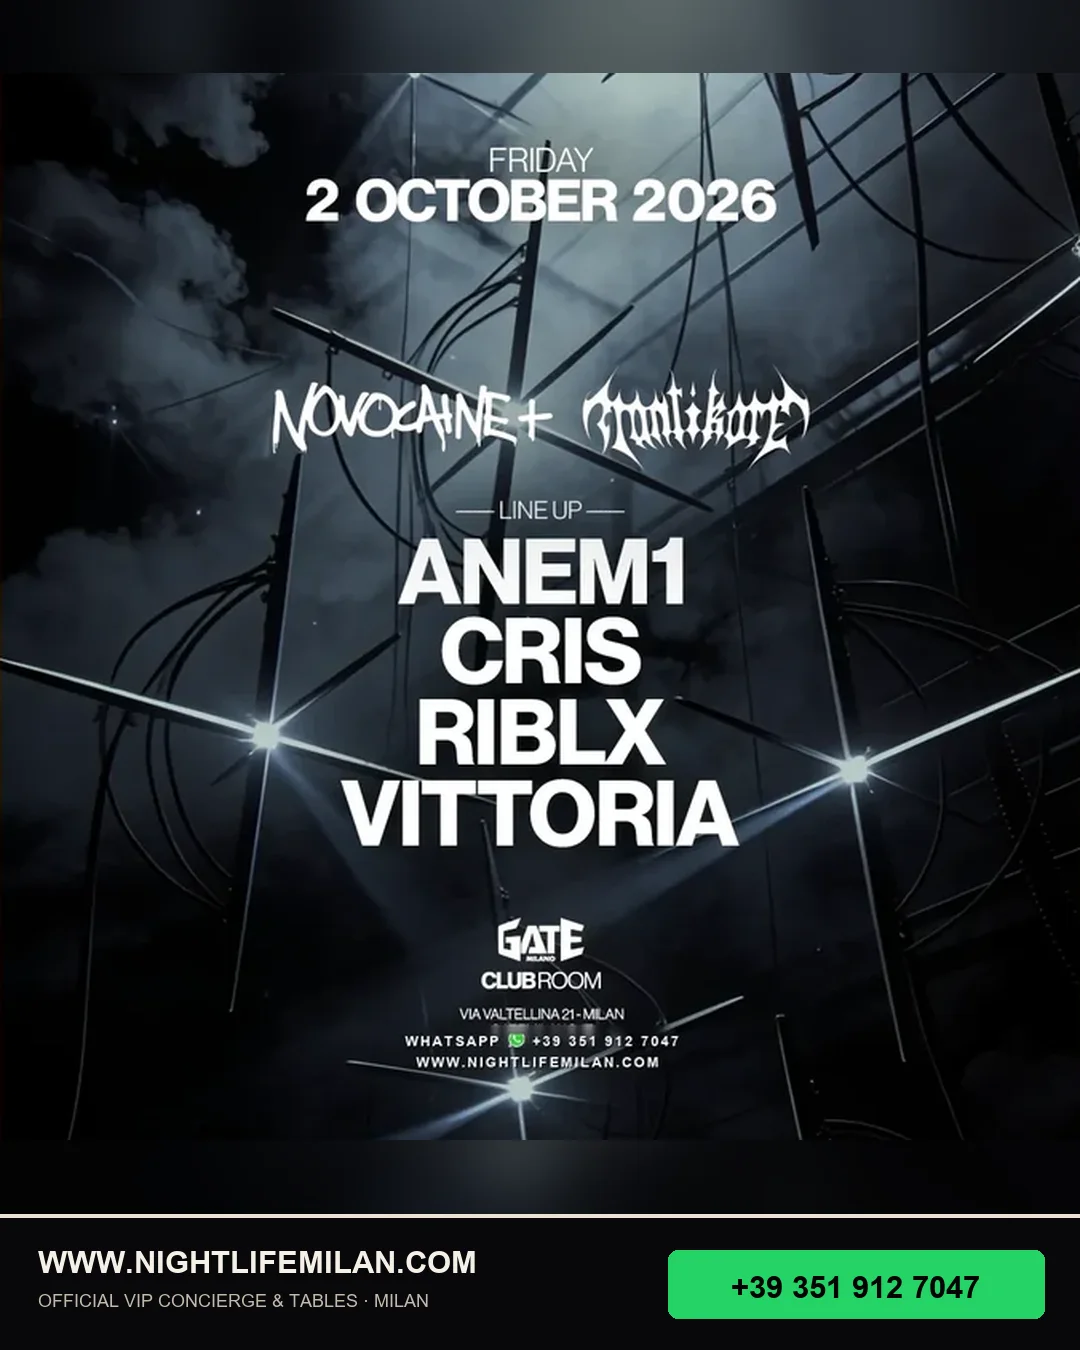 FRIDAY
2 OCTOBER 2026
NOVOCAINE + Manlikore
LINE UP
ANEM1
CRIS
RIBLX
VITTORIA
GATE
MILANO
CLUBROOM
VIA VALTELLINA 21 - MILAN
WHATSAPP +39 351 912 7047
WWW.NIGHTLIFEMILAN.COM
WWW.NIGHTLIFEMILAN.COM
OFFICIAL VIP CONCIERGE & TABLES · MILAN
+39 351 912 7047